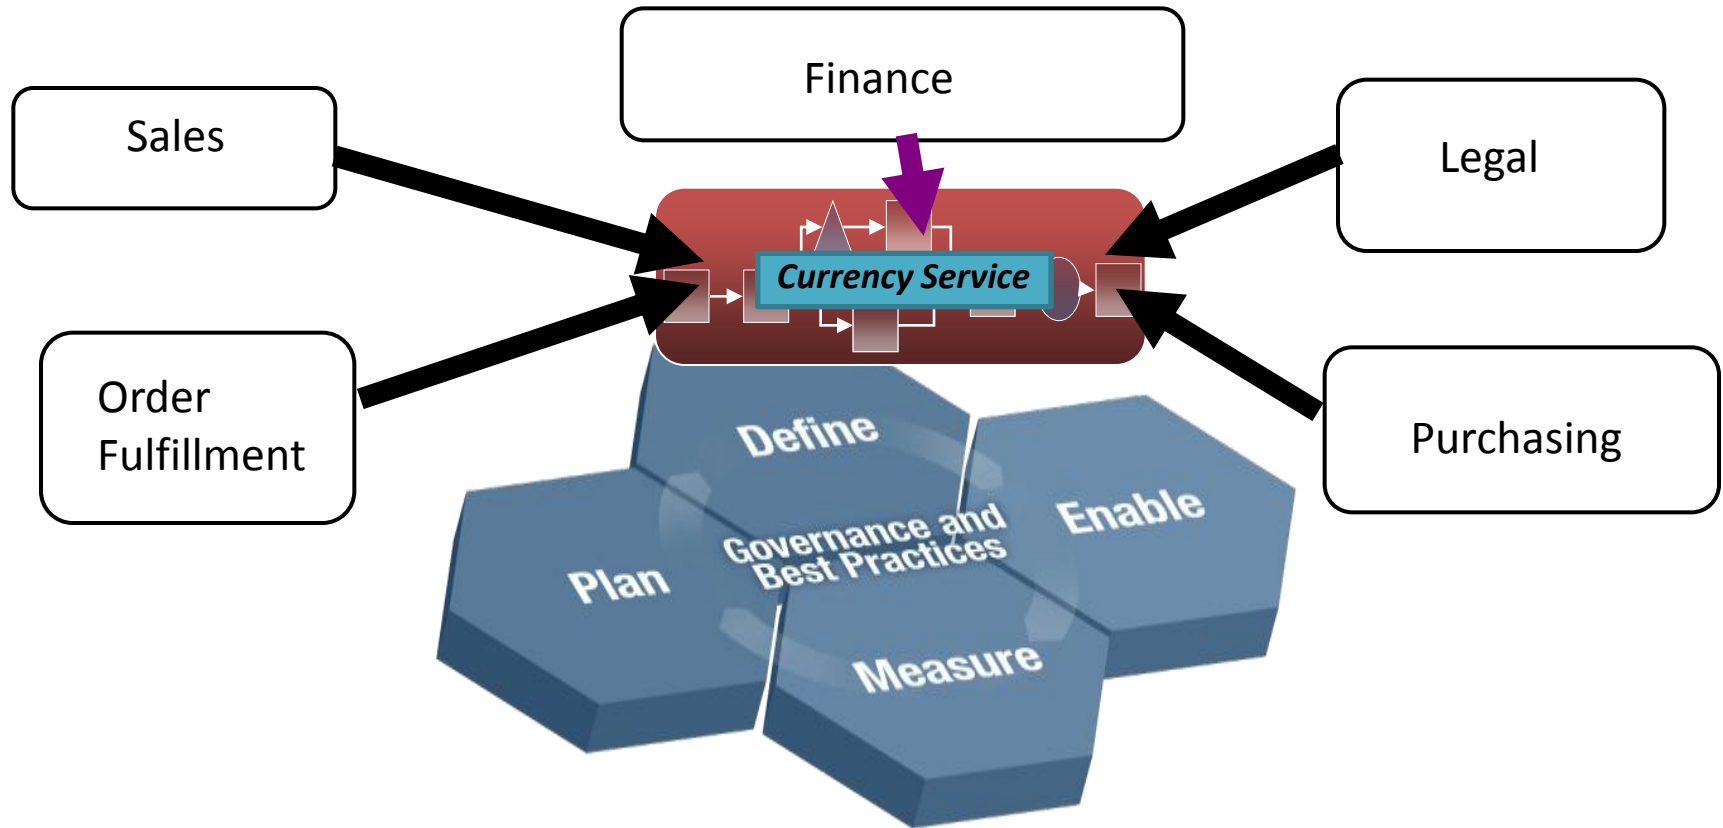 Finance
Sales
Legal
Currency Service
Order
Fulfillment
Purchasing
Define
Enable
Governance and
Best Practices
Plan
Measure